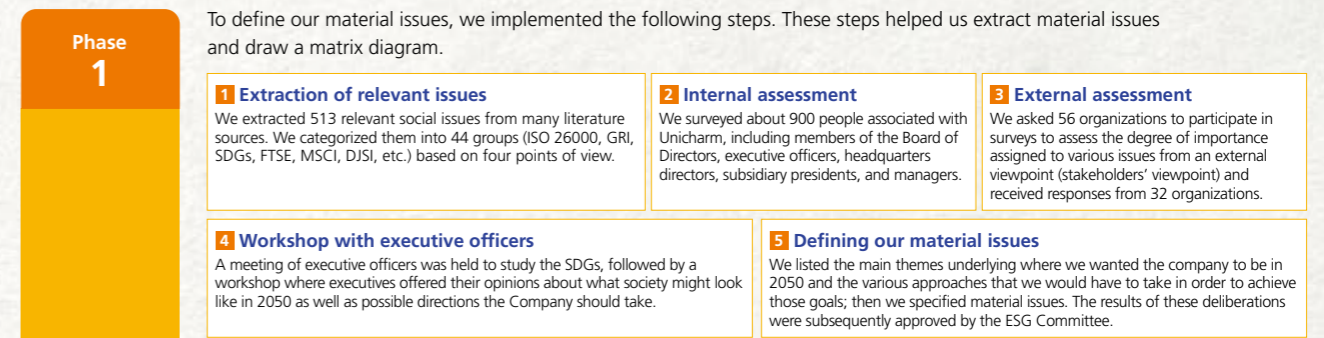 Phase
1
To define our material issues, we implemented the following steps. These steps helped us extract material issues
and draw a matrix diagram.
1 Extraction of relevant issues
We extracted 513 relevant social issues from many literature
sources. We categorized them into 44 groups (ISO 26000, GRI,
SDGs, FTSE, MSCI, DJSI, etc.) based on four points of view.
2 Internal assessment
We surveyed about 900 people associated with
Unicharm, including members of the Board of
Directors, executive officers, headquarters
directors, subsidiary presidents, and managers.
3 External assessment
We asked 56 organizations to participate in
surveys to assess the degree of importance
assigned to various issues from an external
viewpoint (stakeholders’ viewpoint) and
received responses from 32 organizations.
4 Workshop with executive officers
A meeting of executive officers was held to study the SDGs, followed by a
workshop where executives offered their opinions about what society might look
like in 2050 as well as possible directions the Company should take.
5 Defining our material issues
We listed the main themes underlying where we wanted the company to be in
2050 and the various approaches that we would have to take in order to achieve
those goals; then we specified material issues. The results of these deliberations
were subsequently approved by the ESG Committee.